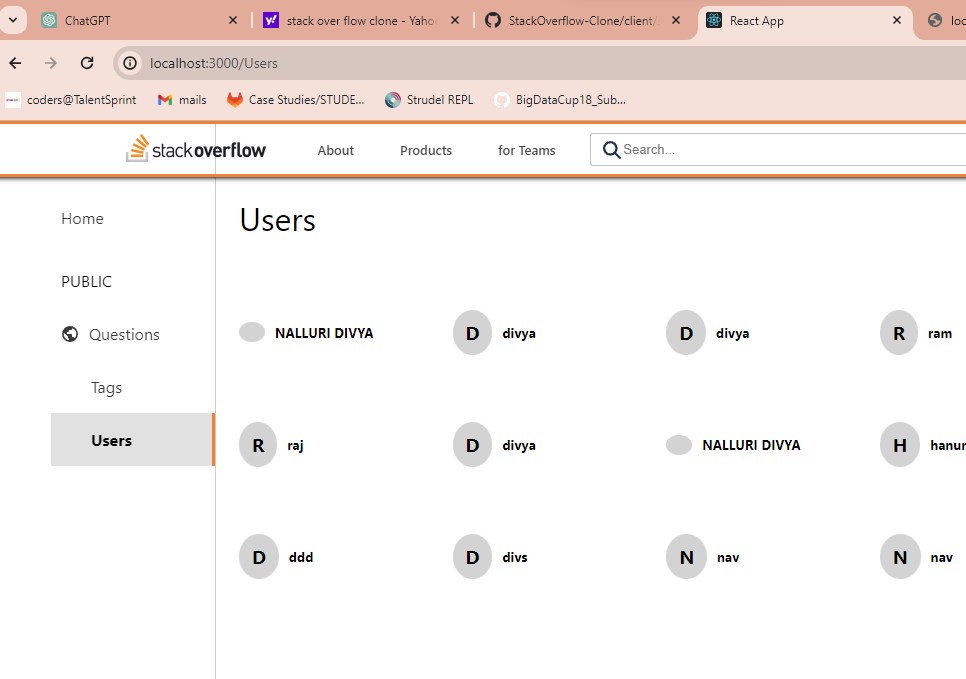 ChatGPT
stack over flow clone - Yahoo
StackOverflow-Clone/client/
React App
loc
localhost:3000/Users
coders@TalentSprint
mails
Case Studies/STUDE...
Strudel REPL
BigDataCup18_Sub...
stackoverflow
About
Products
for Teams
Search...
Home
PUBLIC
Questions
Tags
Users
Users
NALLURI DIVYA
D divya
D divya
R ram
R raj
D divya
NALLURI DIVYA
H hanum
D ddd
D divs
N nav
N nav